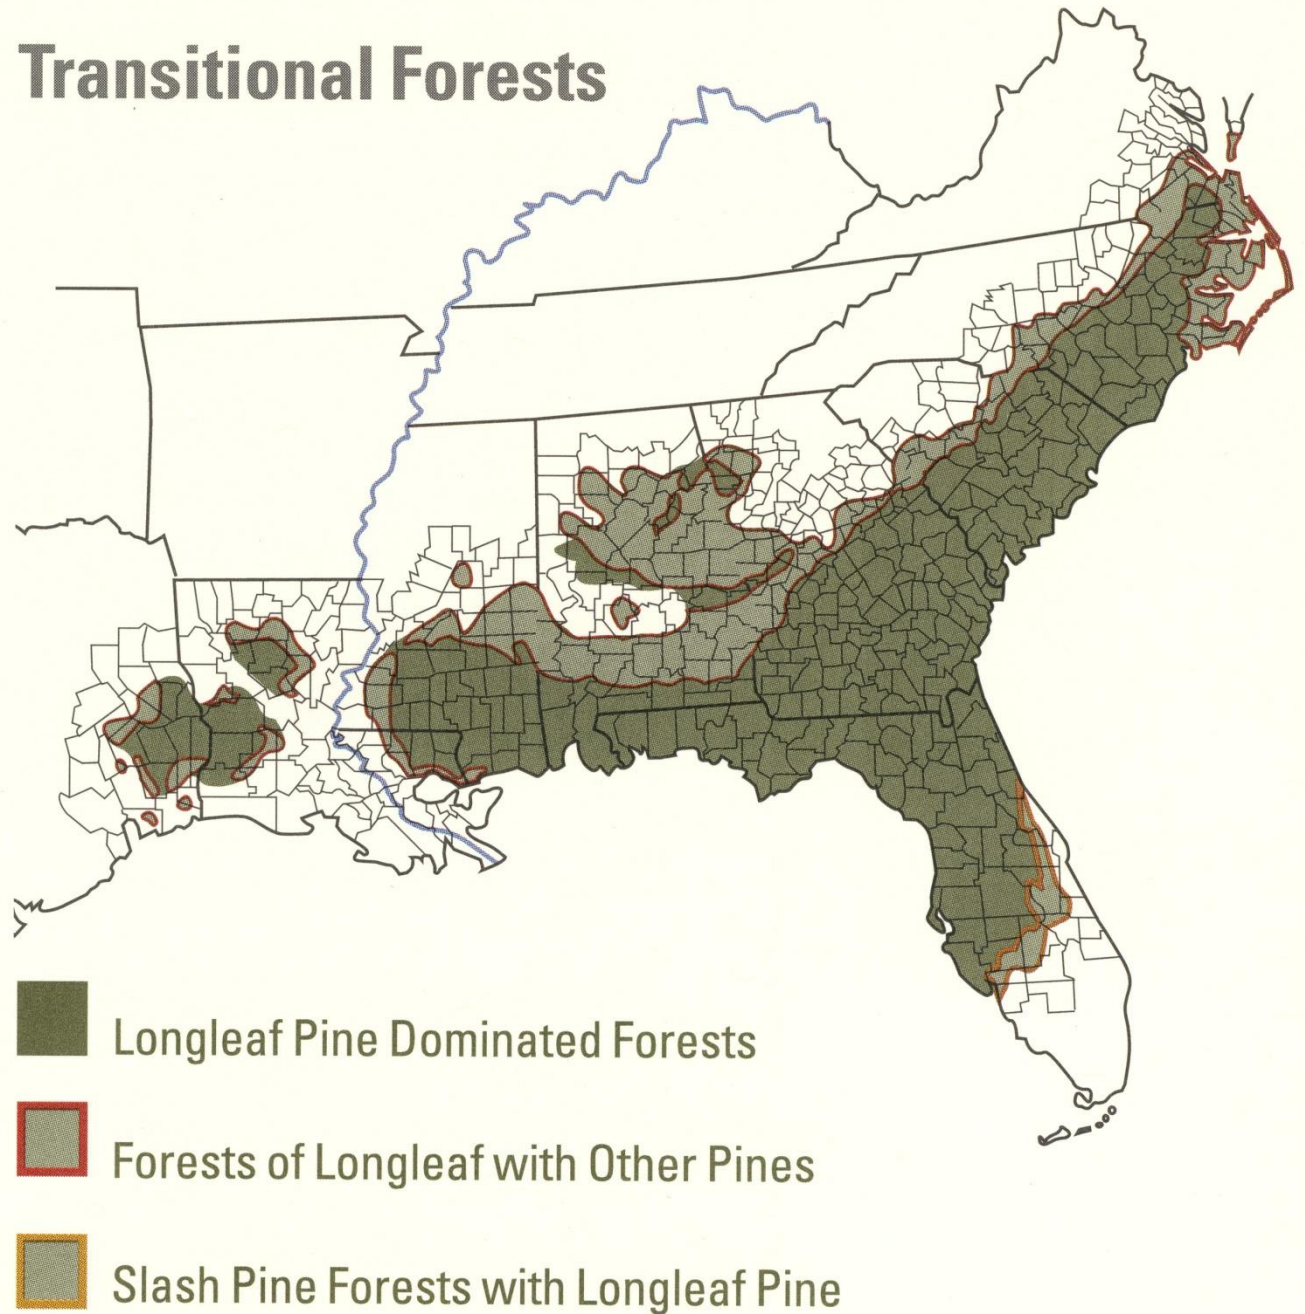 Transitional Forests
Longleaf Pine Dominated Forests
Forests of Longleaf with Other Pines
Slash Pine Forests with Longleaf Pine